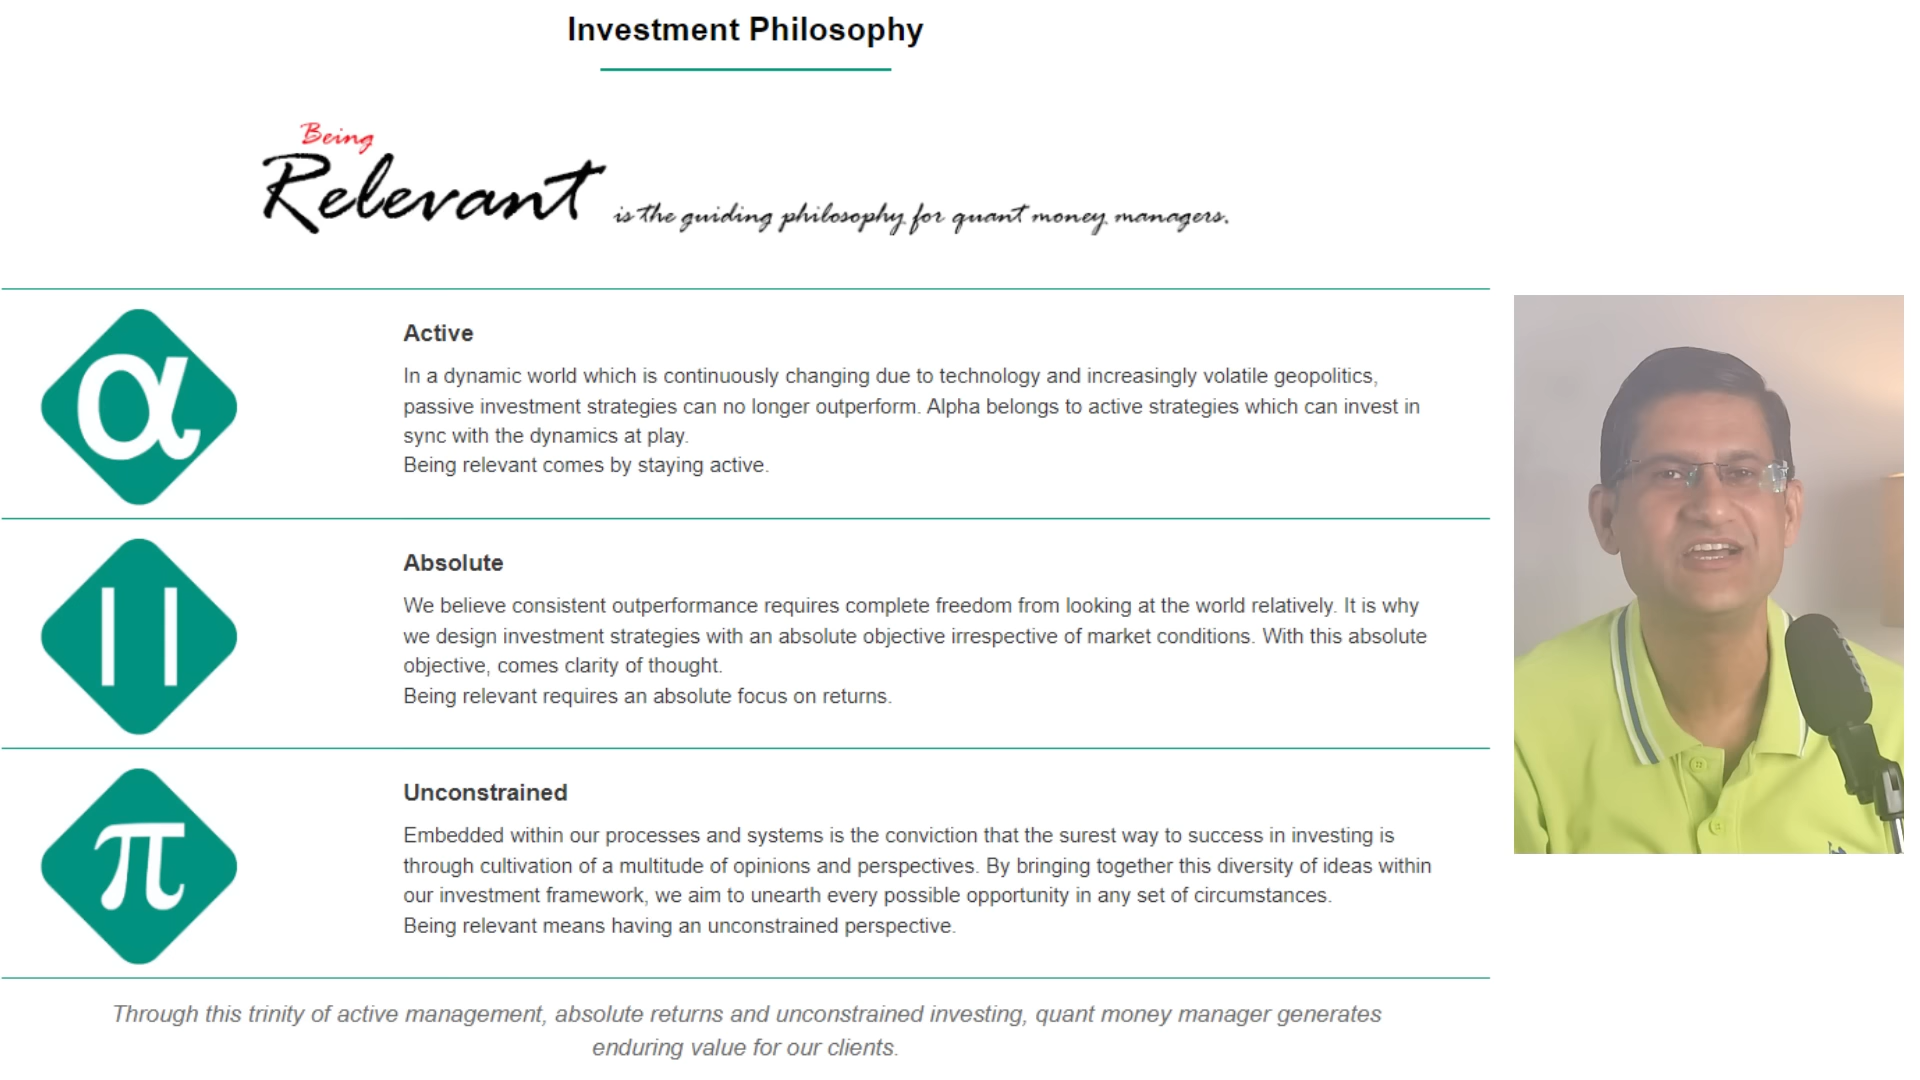 Investment Philosophy
Being
Relevant is the guiding philosophy for quant money managers.
α
Active
In a dynamic world which is continuously changing due to technology and increasingly volatile geopolitics,
passive investment strategies can no longer outperform. Alpha belongs to active strategies which can invest in
sync with the dynamics at play.
Being relevant comes by staying active.
| |
Absolute
We believe consistent outperformance requires complete freedom from looking at the world relatively. It is why
we design investment strategies with an absolute objective irrespective of market conditions. With this absolute
objective, comes clarity of thought.
Being relevant requires an absolute focus on returns.
π
Unconstrained
Embedded within our processes and systems is the conviction that the surest way to success in investing is
through cultivation of a multitude of opinions and perspectives. By bringing together this diversity of ideas within
our investment framework, we aim to unearth every possible opportunity in any set of circumstances.
Being relevant means having an unconstrained perspective.
Through this trinity of active management, absolute returns and unconstrained investing, quant money manager generates
enduring value for our clients.